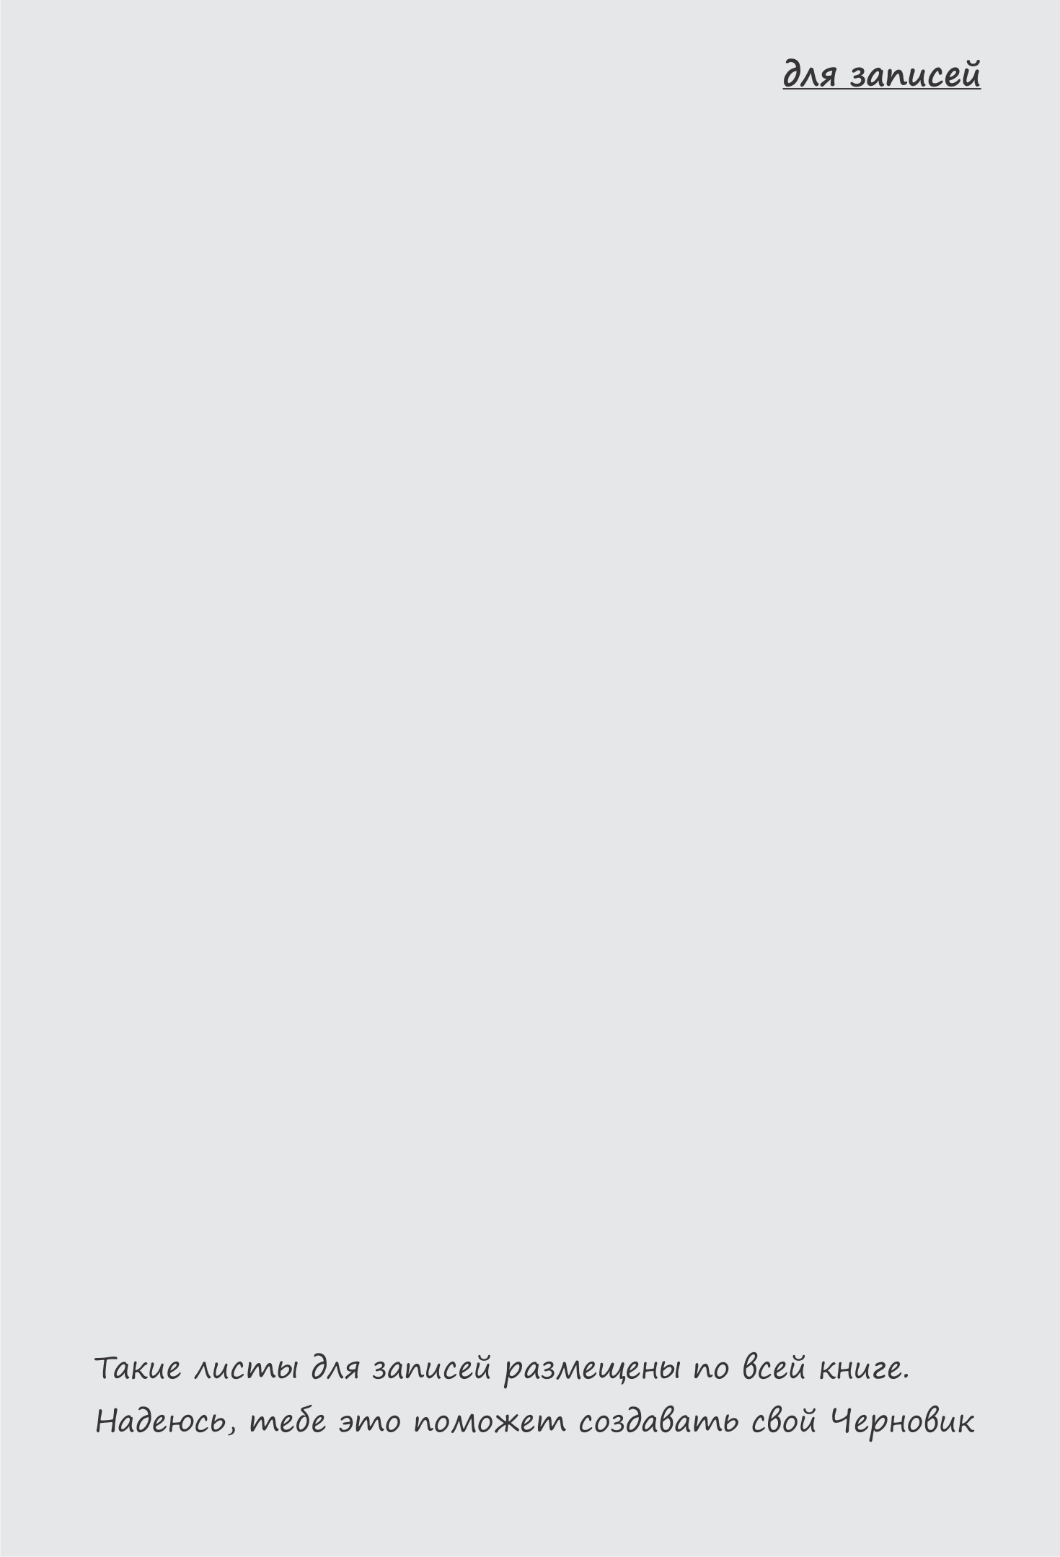 для записей
Такие листы для записей размещены по всей книге.
Надеюсь, тебе это поможет создавать свой Черновик